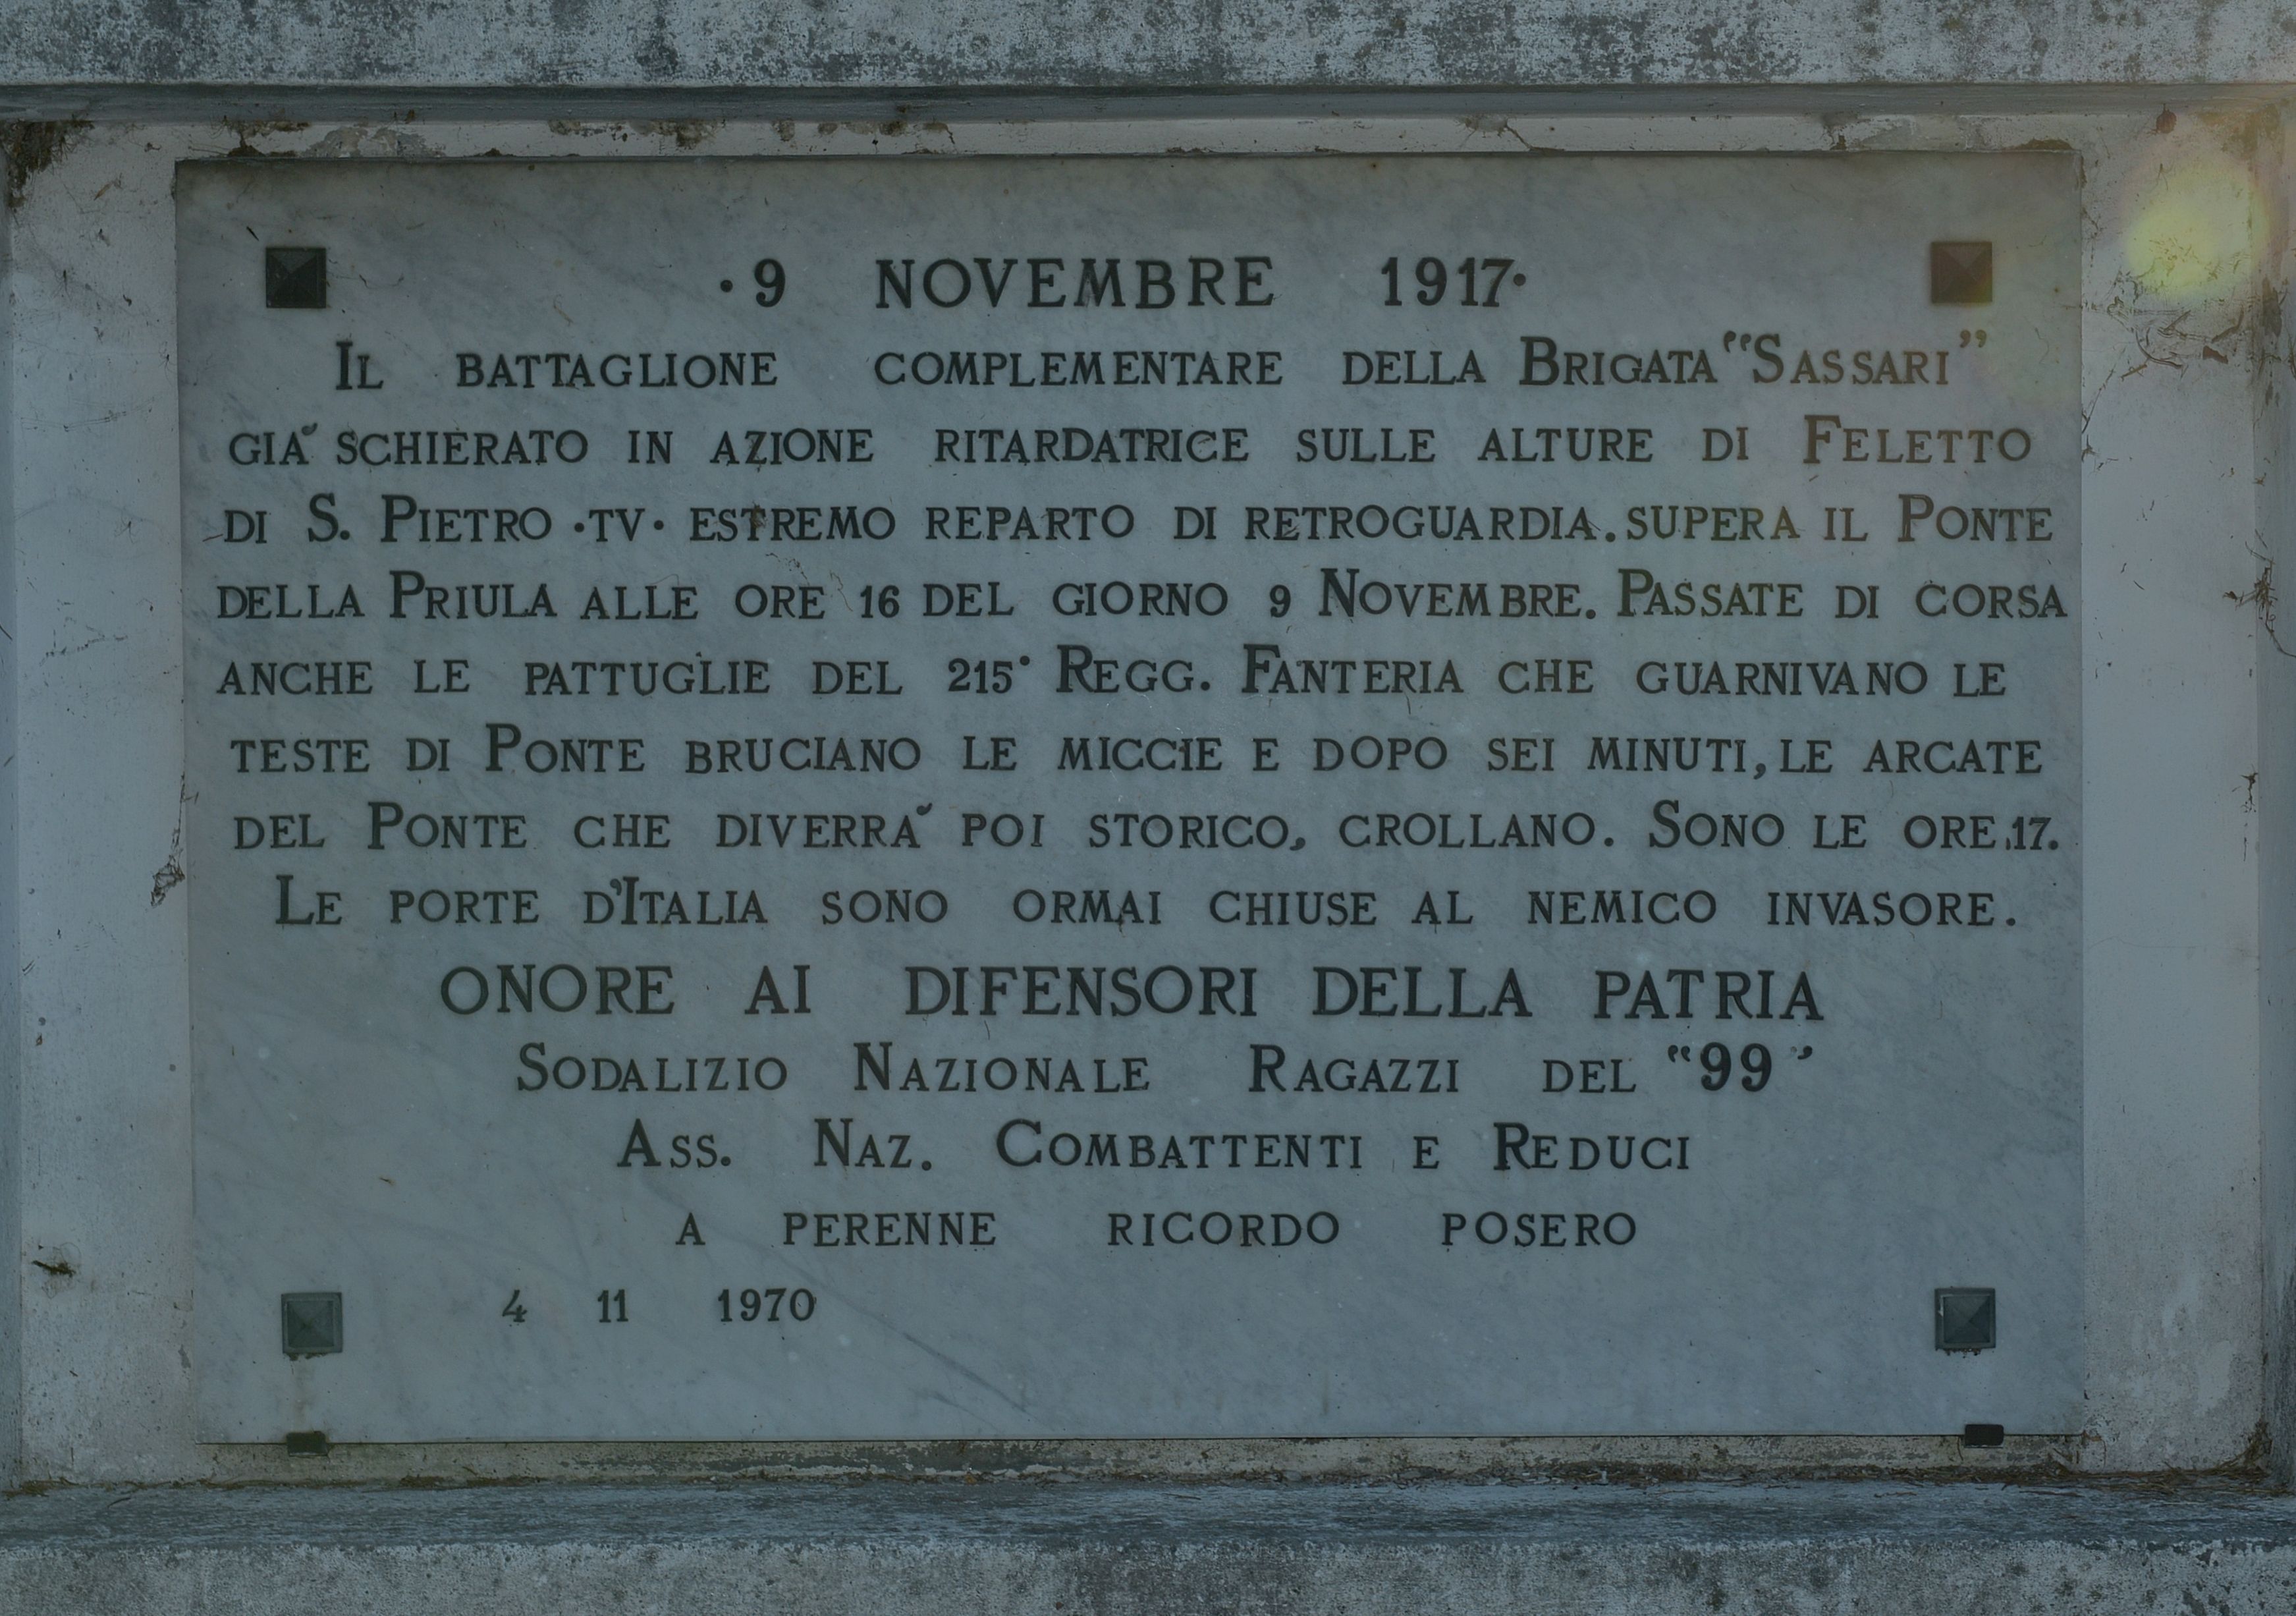 ·9 NOVEMBRE 1917·
IL BATTAGLIONE COMPLEMENTARE DELLA BRIGATA "SASSARI"
GIÁ SCHIERATO IN AZIONE RITARDATRICE SULLE ALTURE DI FELETTO
DI S. PIETRO ·TV· ESTREMO REPARTO DI RETROGUARDIA. SUPERA IL PONTE
DELLA PRIULA ALLE ORE 16 DEL GIORNO 9 NOVEMBRE. PASSATE DI CORSA
ANCHE LE PATTUGLIE DEL 215° REGG. FANTERIA CHE GUARNIVANO LE
TESTE DI PONTE BRUCIANO LE MICCIE E DOPO SEI MINUTI, LE ARCATE
DEL PONTE CHE DIVERRÁ POI STORICO, CROLLANO. SONO LE ORE 17.
LE PORTE D'ITALIA SONO ORMAI CHIUSE AL NEMICO INVASORE.
ONORE AI DIFENSORI DELLA PATRIA
SODALIZIO NAZIONALE RAGAZZI DEL "99"
ASS. NAZ. COMBATTENTI E REDUCI
A PERENNE RICORDO POSERO
4 11 1970